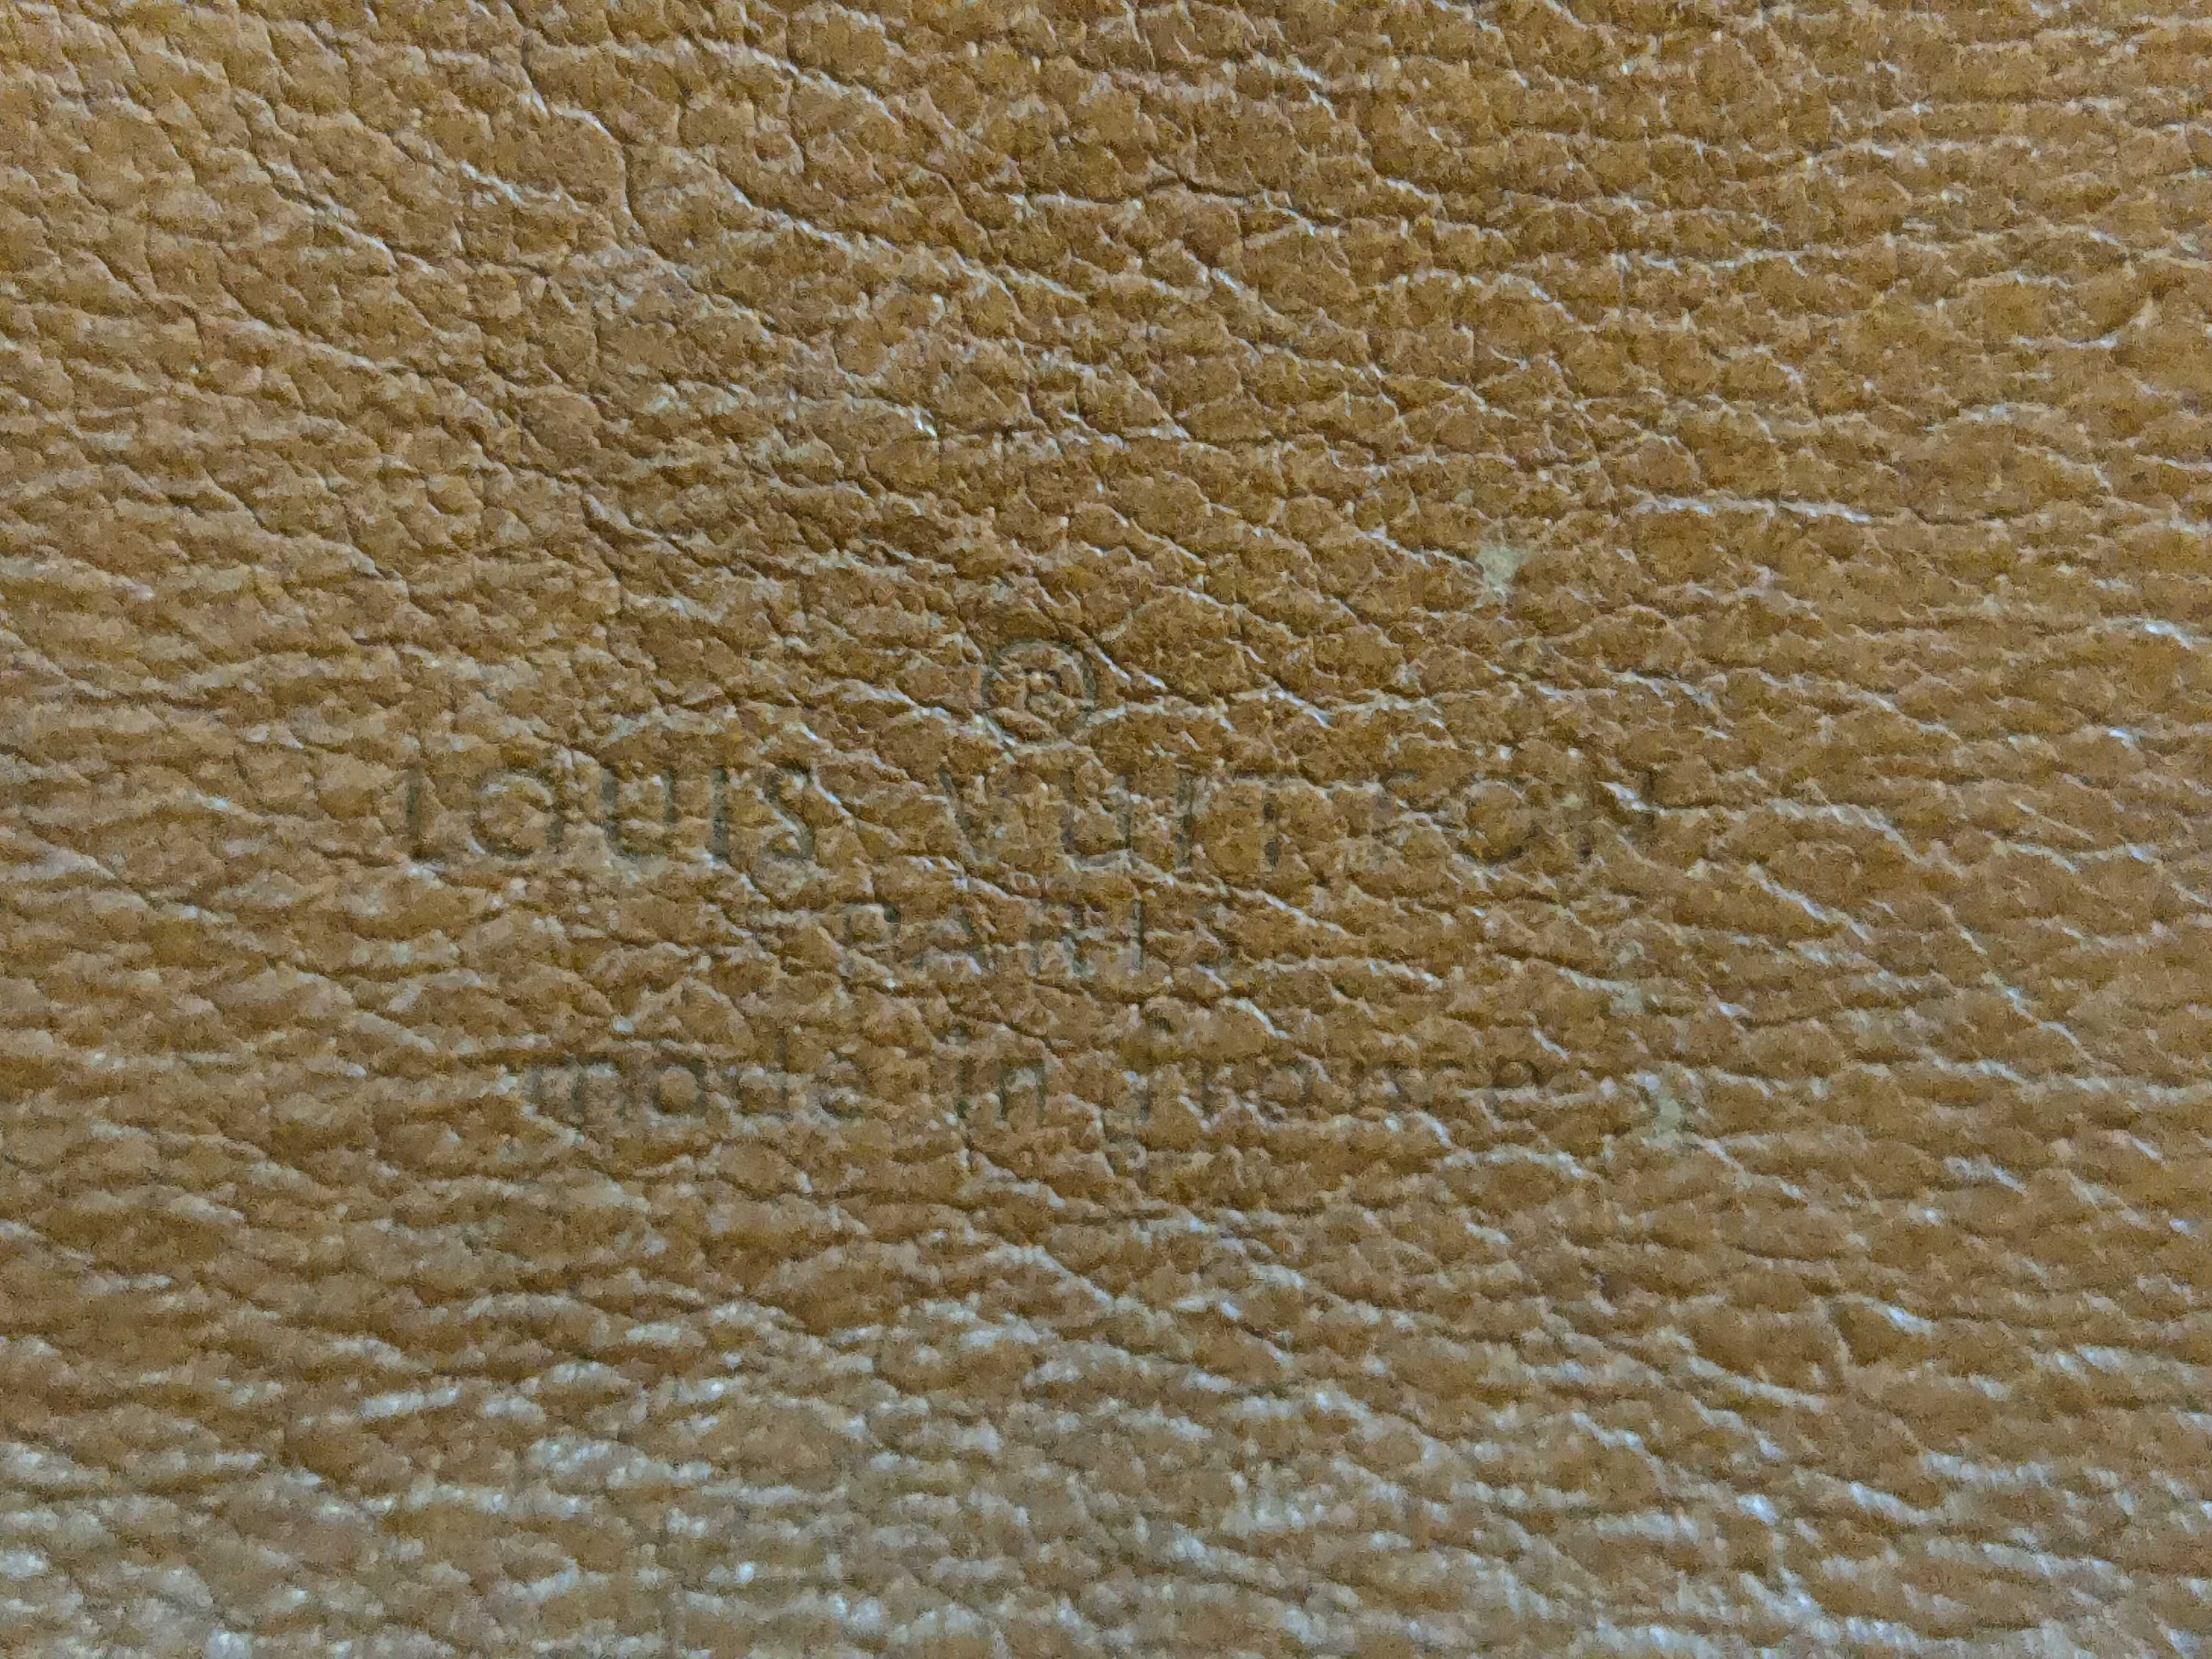 ®
LOUIS VUITTON
PARIS
made in France